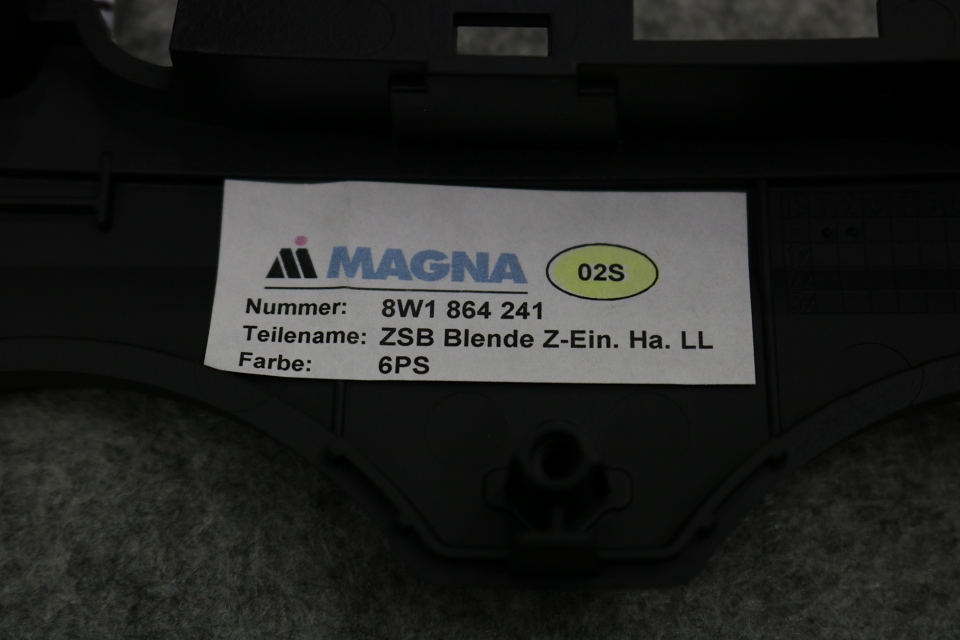 MAGNA 02S
Nummer: 8W1 864 241
Teilename: ZSB Blende Z-Ein. Ha. LL
Farbe: 6PS